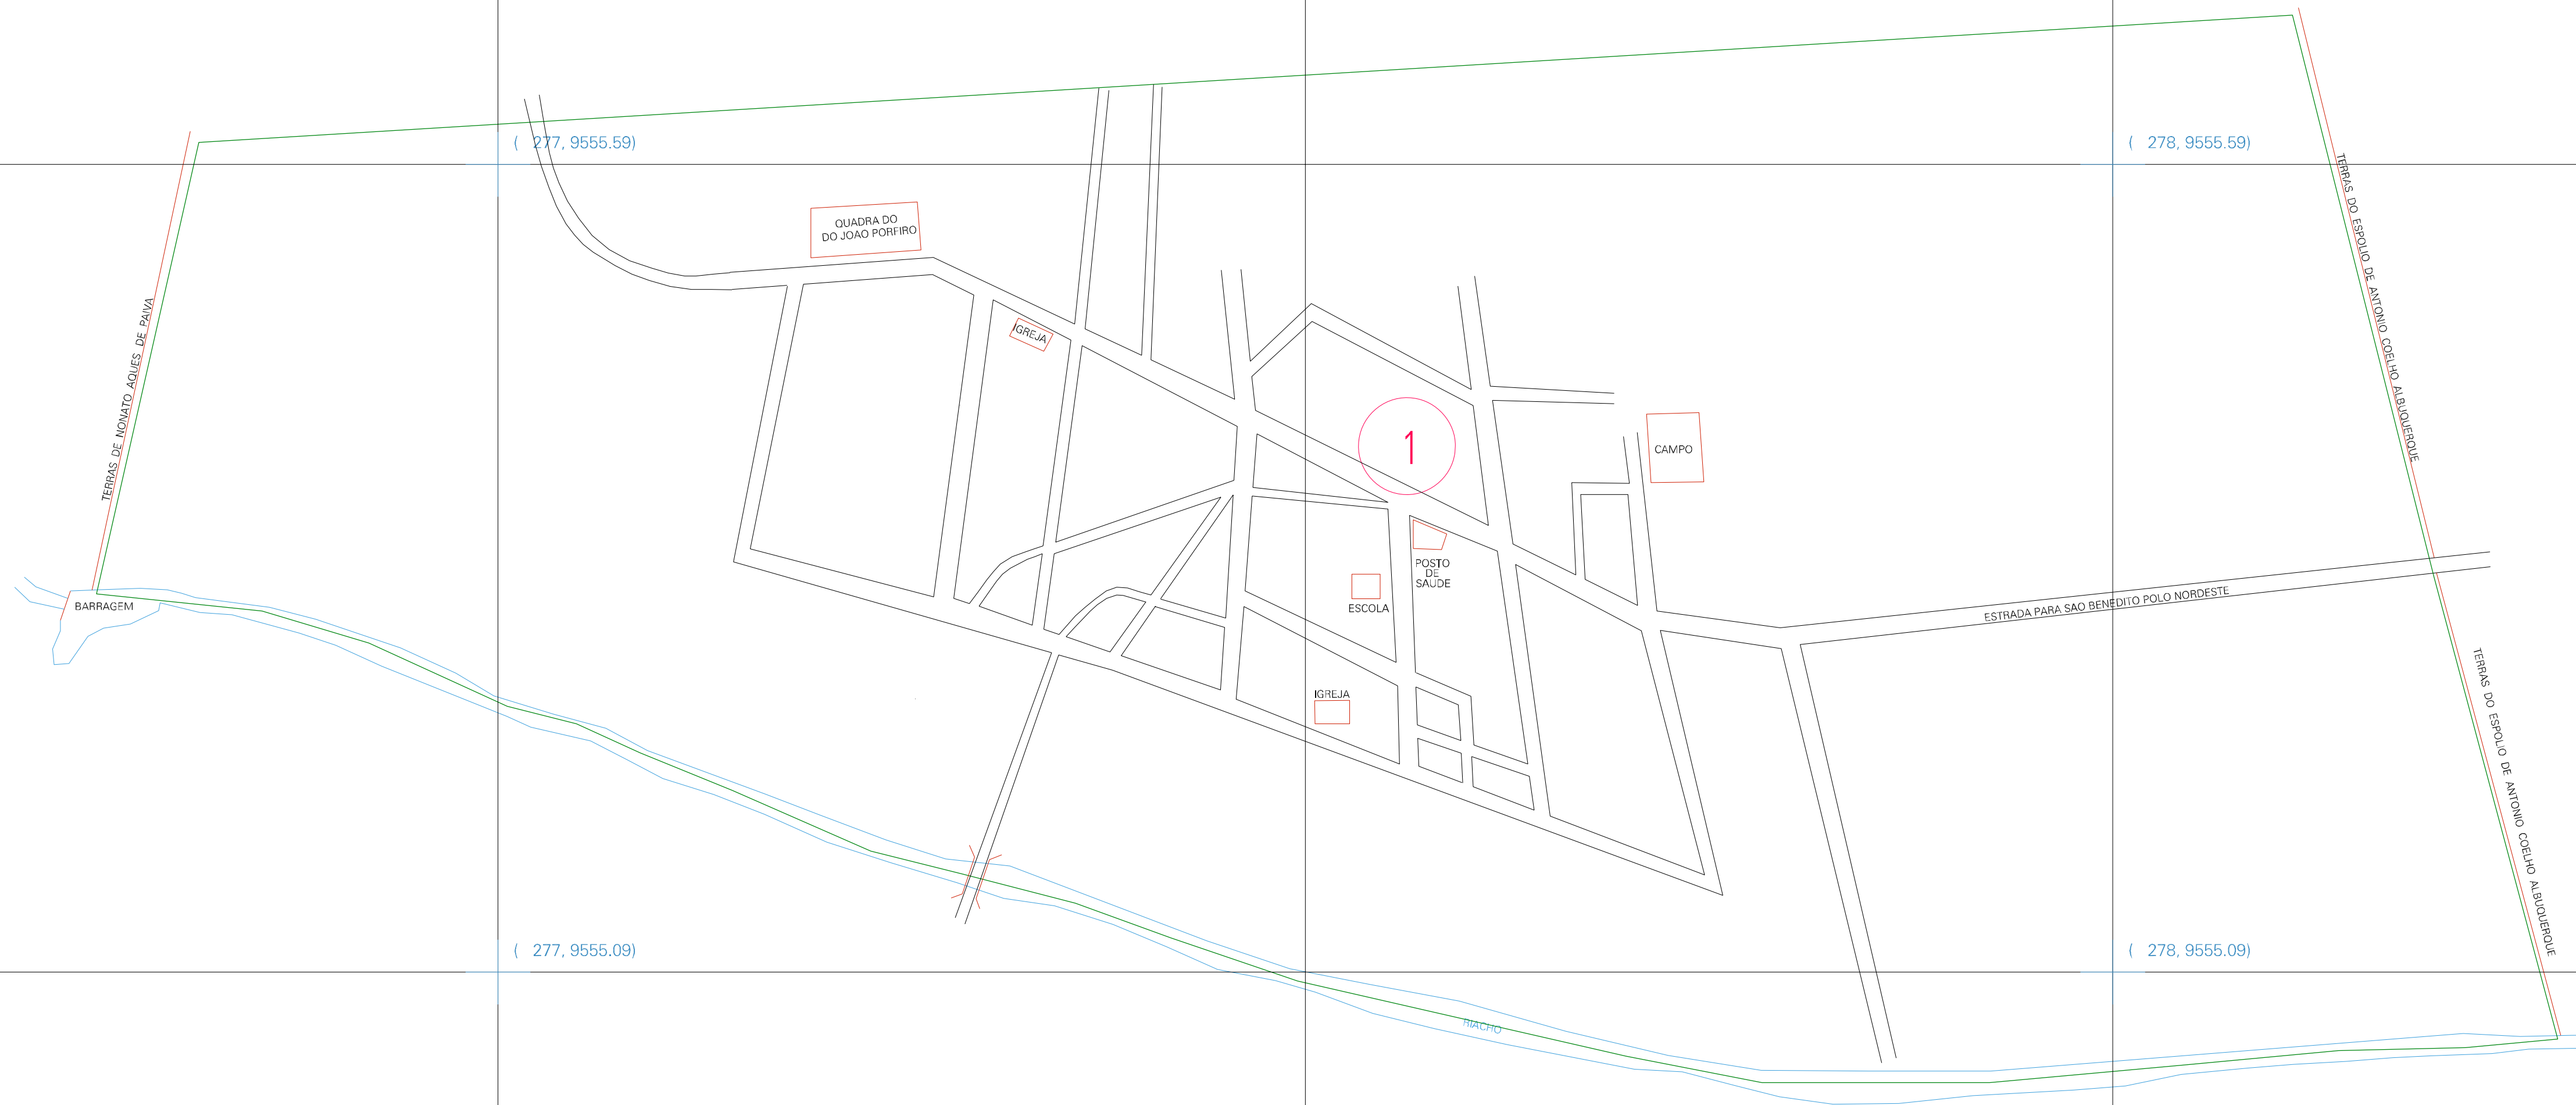 ( 277, 9555.59)
( 278, 9555.59)
QUADRA DO
DO JOAO PORFIRO
IGREJA
TERRAS DO ESPOLIO DE ANTONIO COELHO ALBUQUERQUE
TERRAS DE NONATO AQUES DE PAIVA
1
CAMPO
POSTO
DE
SAUDE
ESCOLA
BARRAGEM
ESTRADA PARA SAO BENEDITO POLO NORDESTE
IGREJA
TERRAS DO ESPOLIO DE ANTONIO COELHO ALBUQUERQUE
( 277, 9555.09)
( 278, 9555.09)
RIACHO